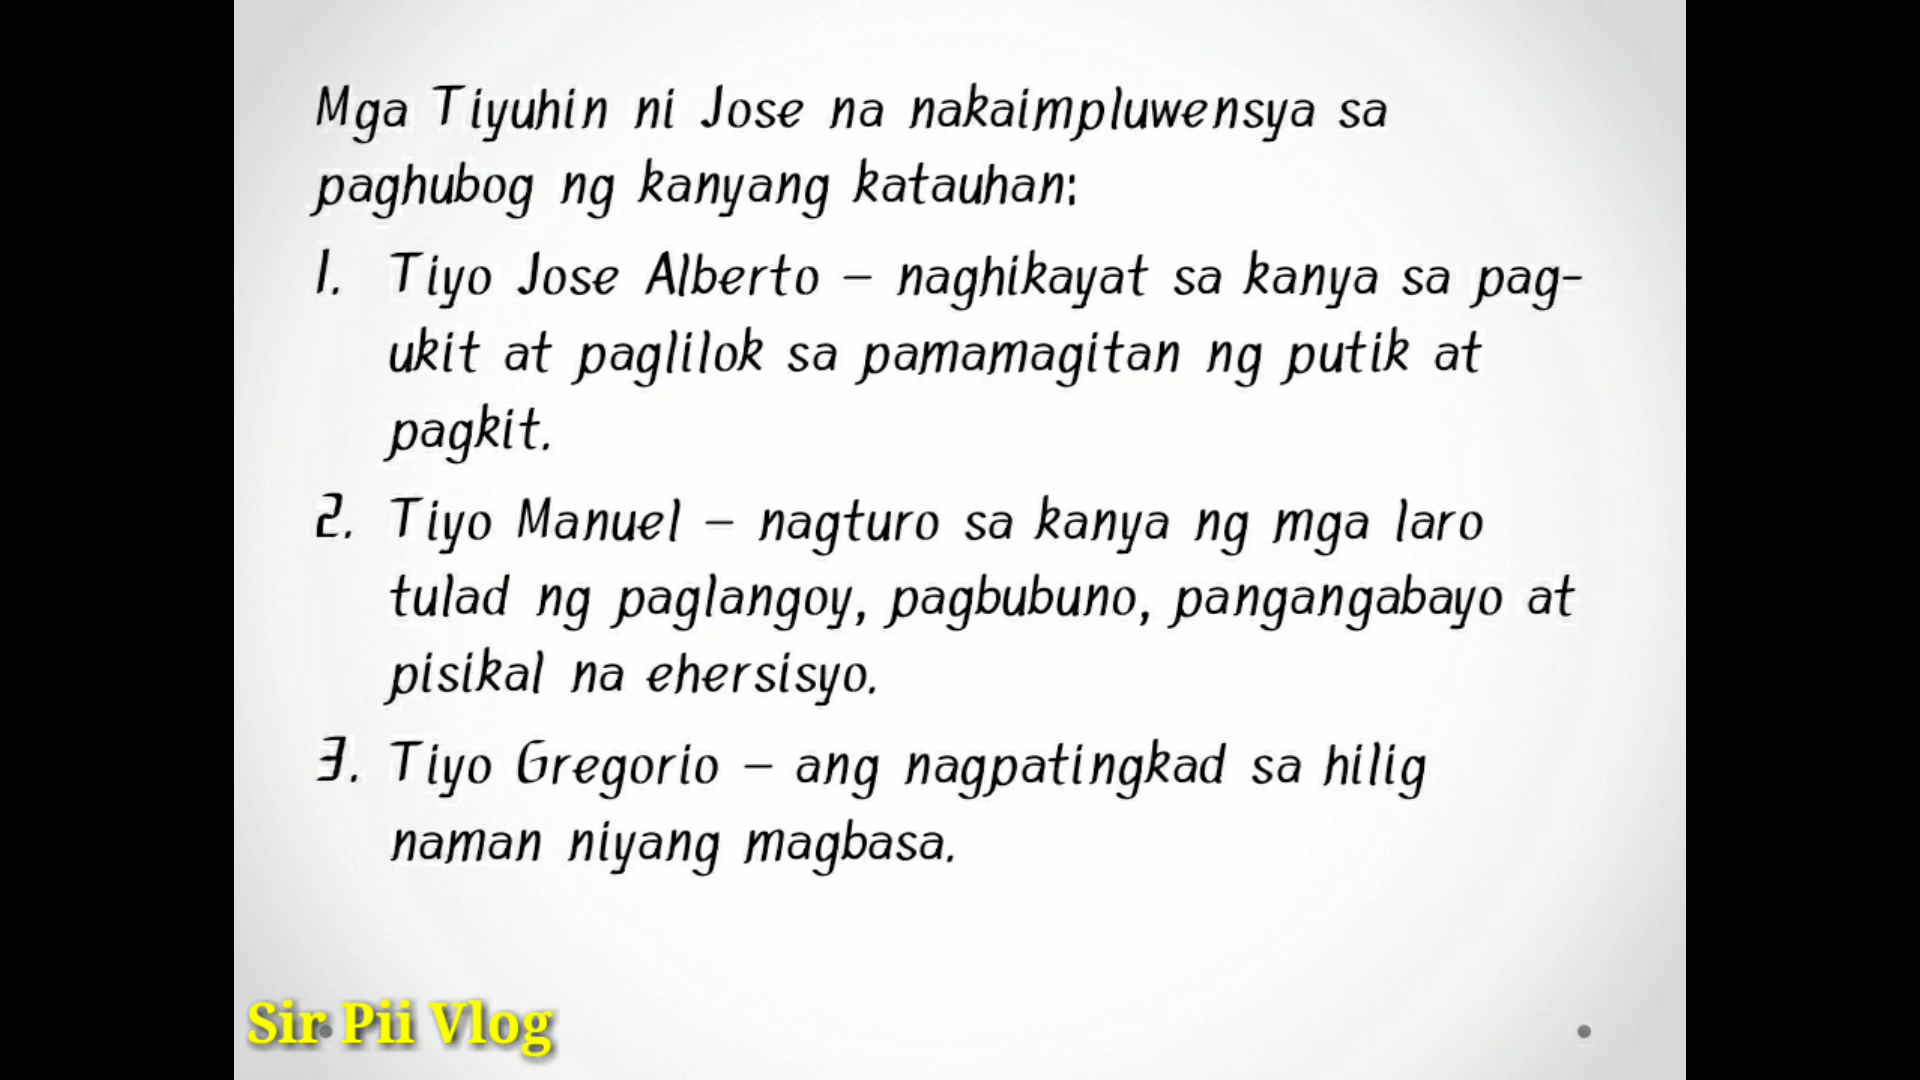 Mga Tiyuhin ni Jose na nakaimpluwensya sa
paghubog ng kanyang katauhan:
1. Tiyo Jose Alberto – naghikayat sa kanya sa pag-
ukit at paglilok sa pamamagitan ng putik at
pagkit.
2. Tiyo Manuel – nagturo sa kanya ng mga laro
tulad ng paglangoy, pagbubuno, pangangabayo at
pisikal na ehersisyo.
3. Tiyo Gregorio – ang nagpatingkad sa hilig
naman niyang magbasa.
Sir Pii Vlog